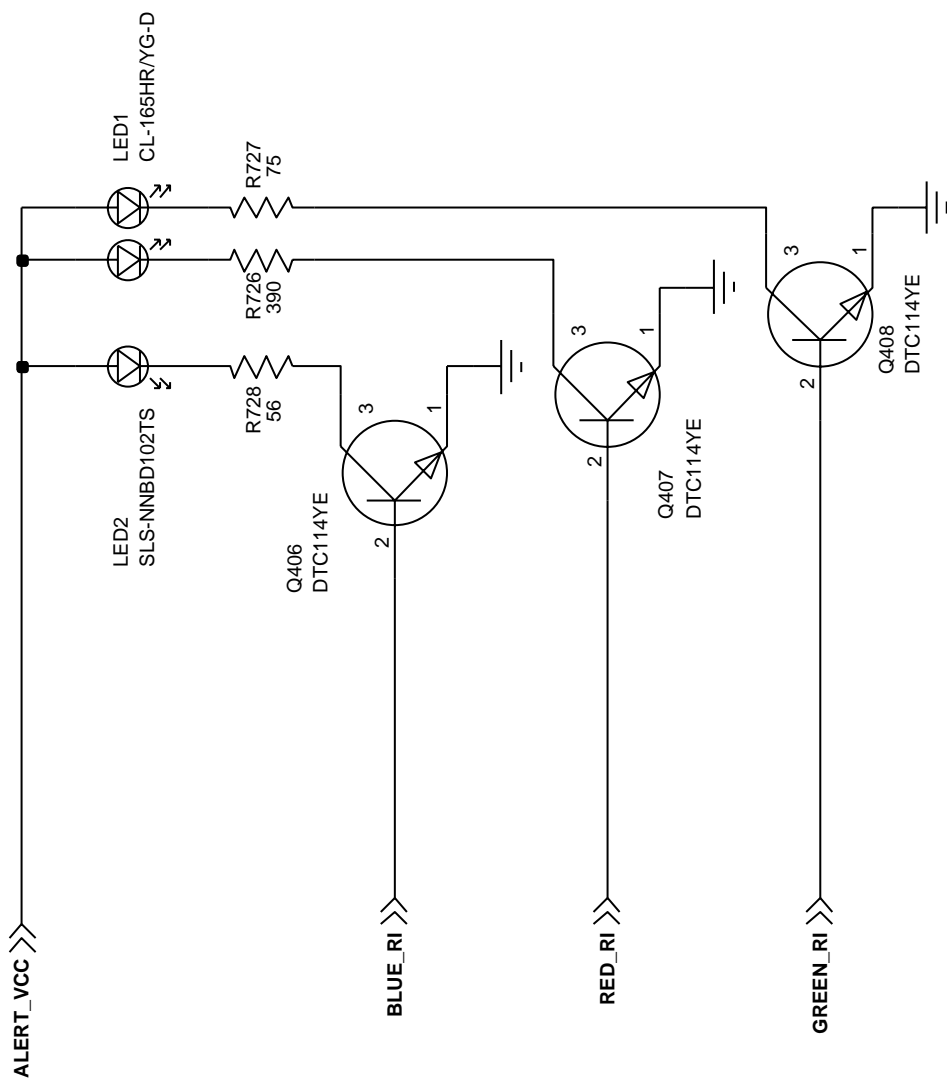 ALERT_VCC
LED1
CL-165HR/YG-D
R727
75
R726
390
LED2
SLS-NNBD102TS
R728
56
BLUE_RI
2
3
1
Q406
DTC114YE
RED_RI
2
3
1
Q407
DTC114YE
GREEN_RI
2
3
1
Q408
DTC114YE